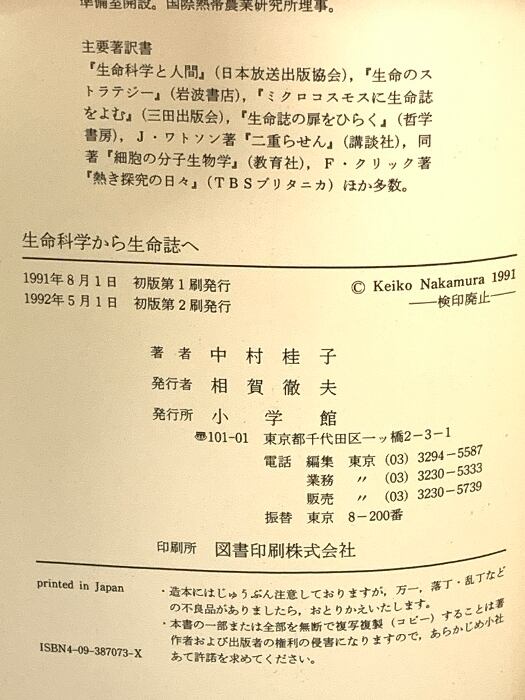 準備室開設。国際熱帯農業研究所理事。
主要著訳書
『生命科学と人間』(日本放送出版協会),『生命のス
トラテジー』(岩波書店),『ミクロコスモスに生命誌
をよむ』(三田出版会),『生命誌の扉をひらく』(哲学
書房), J・ワトソン著『二重らせん』(講談社), 同
著『細胞の分子生物学』(教育社), F・クリック著
『熱き探究の日々』(TBSブリタニカ)ほか多数。
生命科学から生命誌へ
1991年8月1日 初版第1刷発行
1992年5月1日 初版第2刷発行
© Keiko Nakamura 1991
──検印廃止──
著 者 中村桂子
発行者 相賀徹夫
発行所 小学館
〠101-01 東京都千代田区一ッ橋2-3-1
電話 編集 東京 (03) 3294-5587
業務 〃 (03) 3230-5333
販売 〃 (03) 3230-5739
振替 東京 8-200番
印刷所 図書印刷株式会社
printed in Japan
・造本にはじゅうぶん注意しておりますが, 万一, 落丁・乱丁など
の不良品がありましたら, おとりかえいたします。
・本書の一部または全部を無断で複写複製(コピー)することは著
作者および出版者の権利の侵害になりますので, あらかじめ小社
あて許諾を求めてください。
ISBN4-09-387073-X